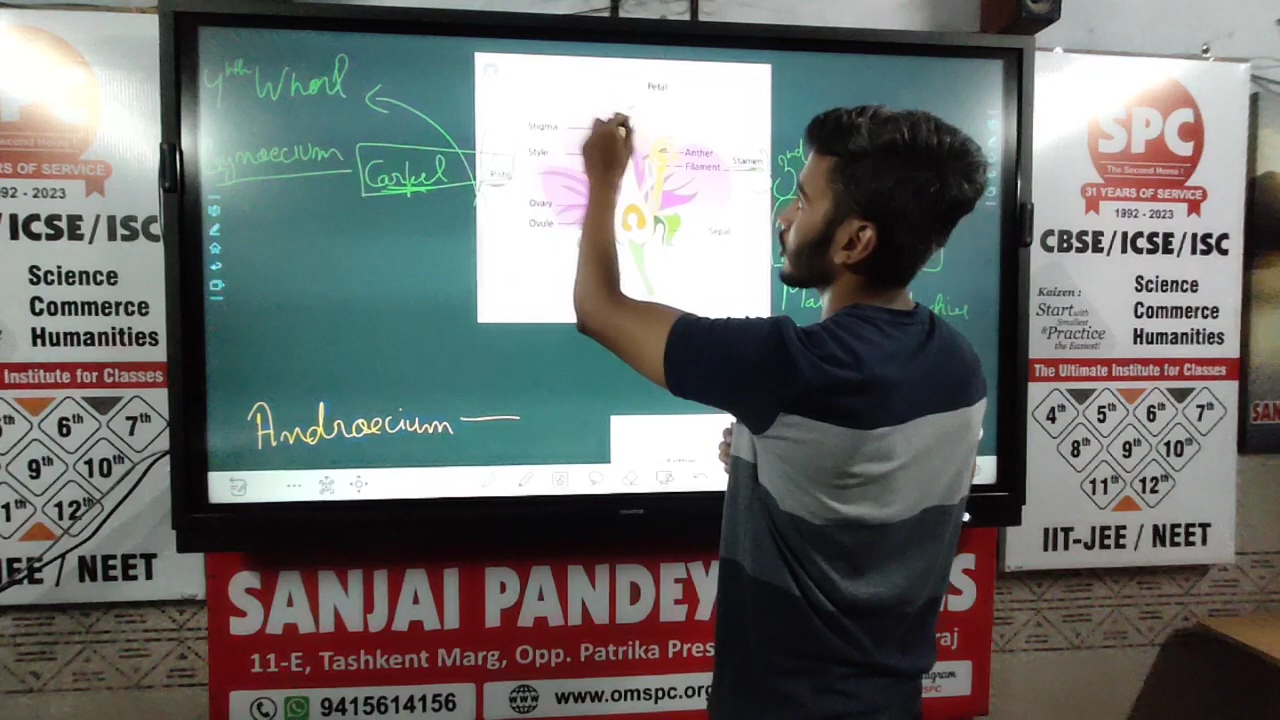 4th Whorl
Gynoecium
Carpel
Petal
Stigma
Style
Ovary
Ovule
Anther
Filament
Stamen
Sepal
2nd
Androecium —
S OF SERVICE
992 - 2023
/ICSE/ISC
Science
Commerce
Humanities
Institute for Classes
6th 7th
9th 10th
12th
JEE / NEET
SPC
The Second Home !
31 YEARS OF SERVICE
1992 - 2023
CBSE/ICSE/ISC
Kaizen :
Start with
Smallest
& Practice
the Easiest!
Science
Commerce
Humanities
The Ultimate Institute for Classes
4th 5th 6th 7th
8th 9th 10th
11th 12th
IIT-JEE / NEET
SANJAI PANDEY
11-E, Tashkent Marg, Opp. Patrika
9415614156
www.omspc.org